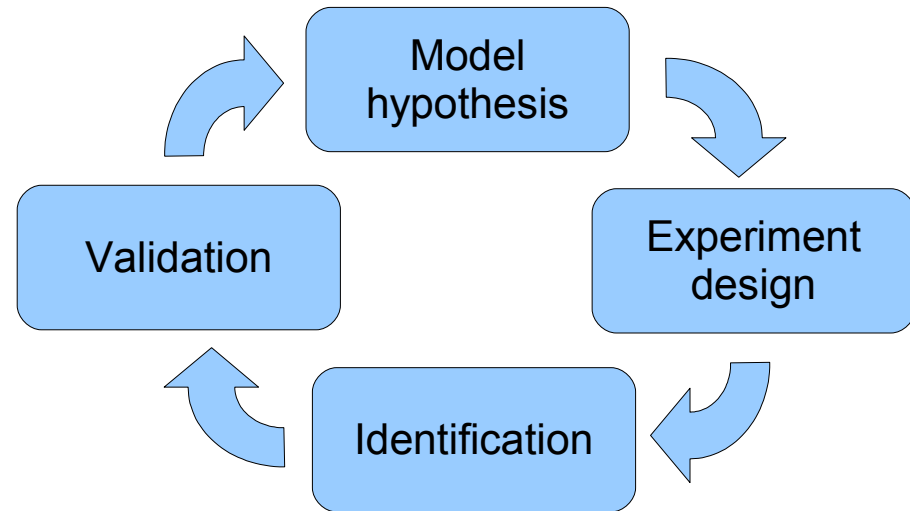 Model
hypothesis
Experiment
design
Identification
Validation